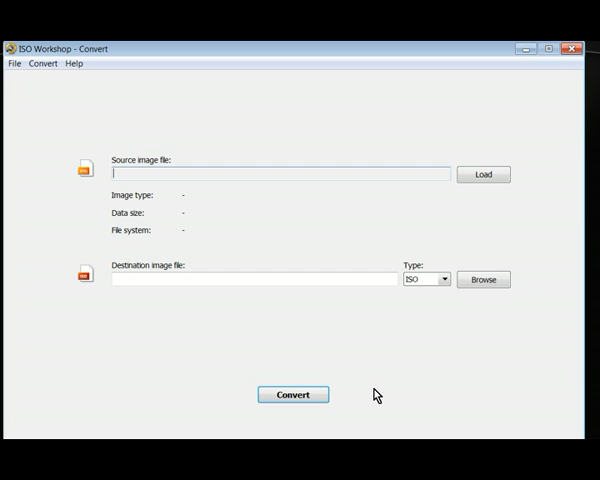 ISO Workshop - Convert
File Convert Help
Source image file:
Load
Image type: -
Data size: -
File system: -
Destination image file:
Type:
ISO
Browse
Convert